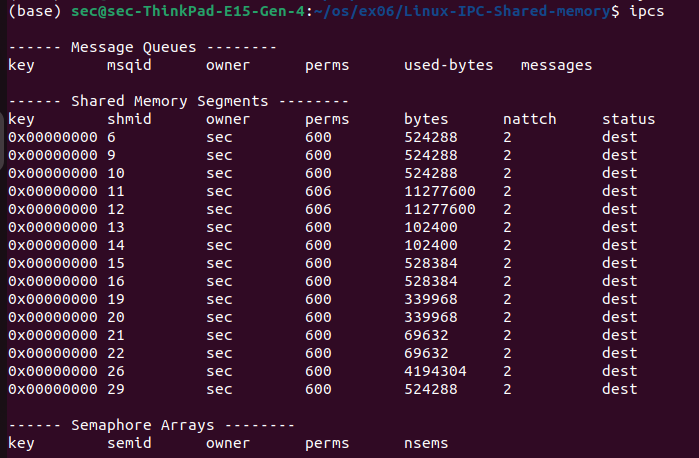 (base) sec@sec-ThinkPad-E15-Gen-4:~/os/ex06/Linux-IPC-Shared-memory$ ipcs
------ Message Queues --------
key        msqid      owner      perms      used-bytes   messages
------ Shared Memory Segments --------
key        shmid      owner      perms      bytes      nattch     status
0x00000000 6          sec        600        524288     2          dest
0x00000000 9          sec        600        524288     2          dest
0x00000000 10         sec        600        524288     2          dest
0x00000000 11         sec        606        11277600   2          dest
0x00000000 12         sec        606        11277600   2          dest
0x00000000 13         sec        600        102400     2          dest
0x00000000 14         sec        600        102400     2          dest
0x00000000 15         sec        600        528384     2          dest
0x00000000 16         sec        600        528384     2          dest
0x00000000 19         sec        600        339968     2          dest
0x00000000 20         sec        600        339968     2          dest
0x00000000 21         sec        600        69632      2          dest
0x00000000 22         sec        600        69632      2          dest
0x00000000 26         sec        600        4194304    2          dest
0x00000000 29         sec        600        524288     2          dest
------ Semaphore Arrays --------
key        semid      owner      perms      nsems